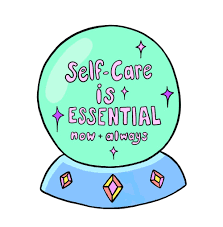 Self-Care
is
ESSENTIAL
now + always